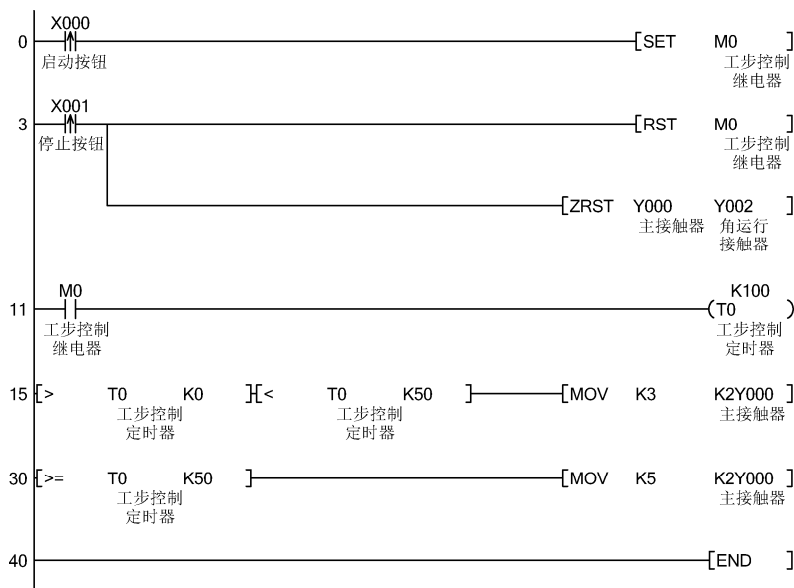 X000
0 [SET M0 ]
启动按钮 工步控制
继电器
X001
3 [RST M0 ]
停止按钮 工步控制
继电器
[ZRST Y000 Y002 ]
主接触器 角运行
接触器
M0 K100
11 (T0 )
工步控制 工步控制
继电器 定时器
15 [> T0 K0 ] [< T0 K50 ] [MOV K3 K2Y000 ]
工步控制 工步控制 主接触器
定时器 定时器
30 [>= T0 K50 ] [MOV K5 K2Y000 ]
工步控制 主接触器
定时器
40 [END ]